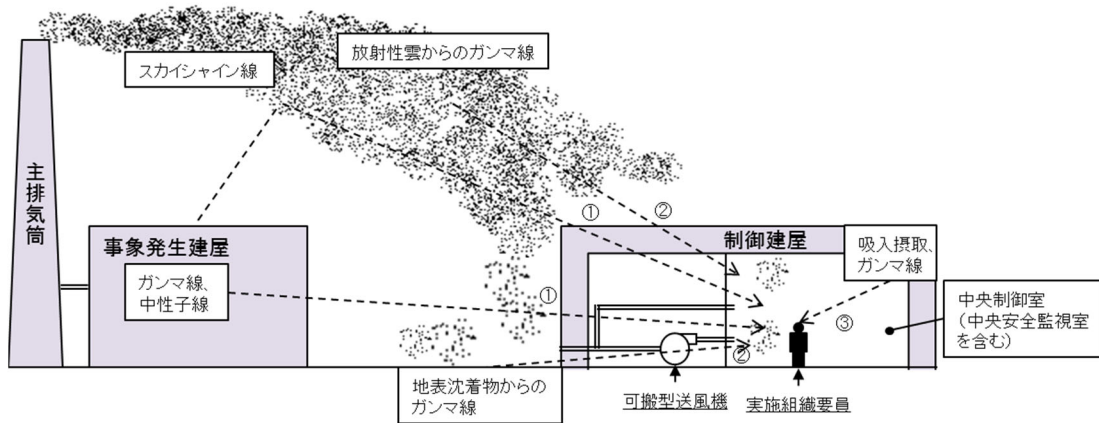 放射性雲からのガンマ線
スカイシャイン線
主排気筒
①
②
制御建屋
事象発生建屋
吸入摂取、
ガンマ線
ガンマ線、
中性子線
①
③
中央制御室
（中央安全監視室
を含む）
②
地表沈着物からの
ガンマ線
可搬型送風機
実施組織要員